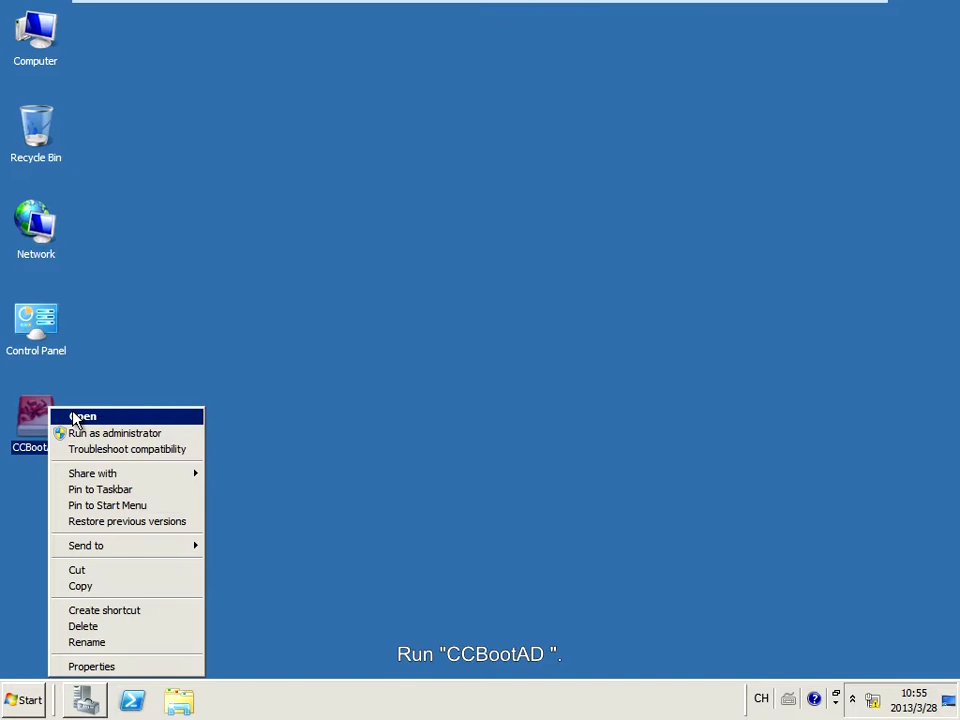 Computer
Recycle Bin
Network
Control Panel
CCBoot
Open
Run as administrator
Troubleshoot compatibility
Share with
Pin to Taskbar
Pin to Start Menu
Restore previous versions
Send to
Cut
Copy
Create shortcut
Delete
Rename
Properties
Run "CCBootAD ".
Start
CH
10:55
2013/3/28